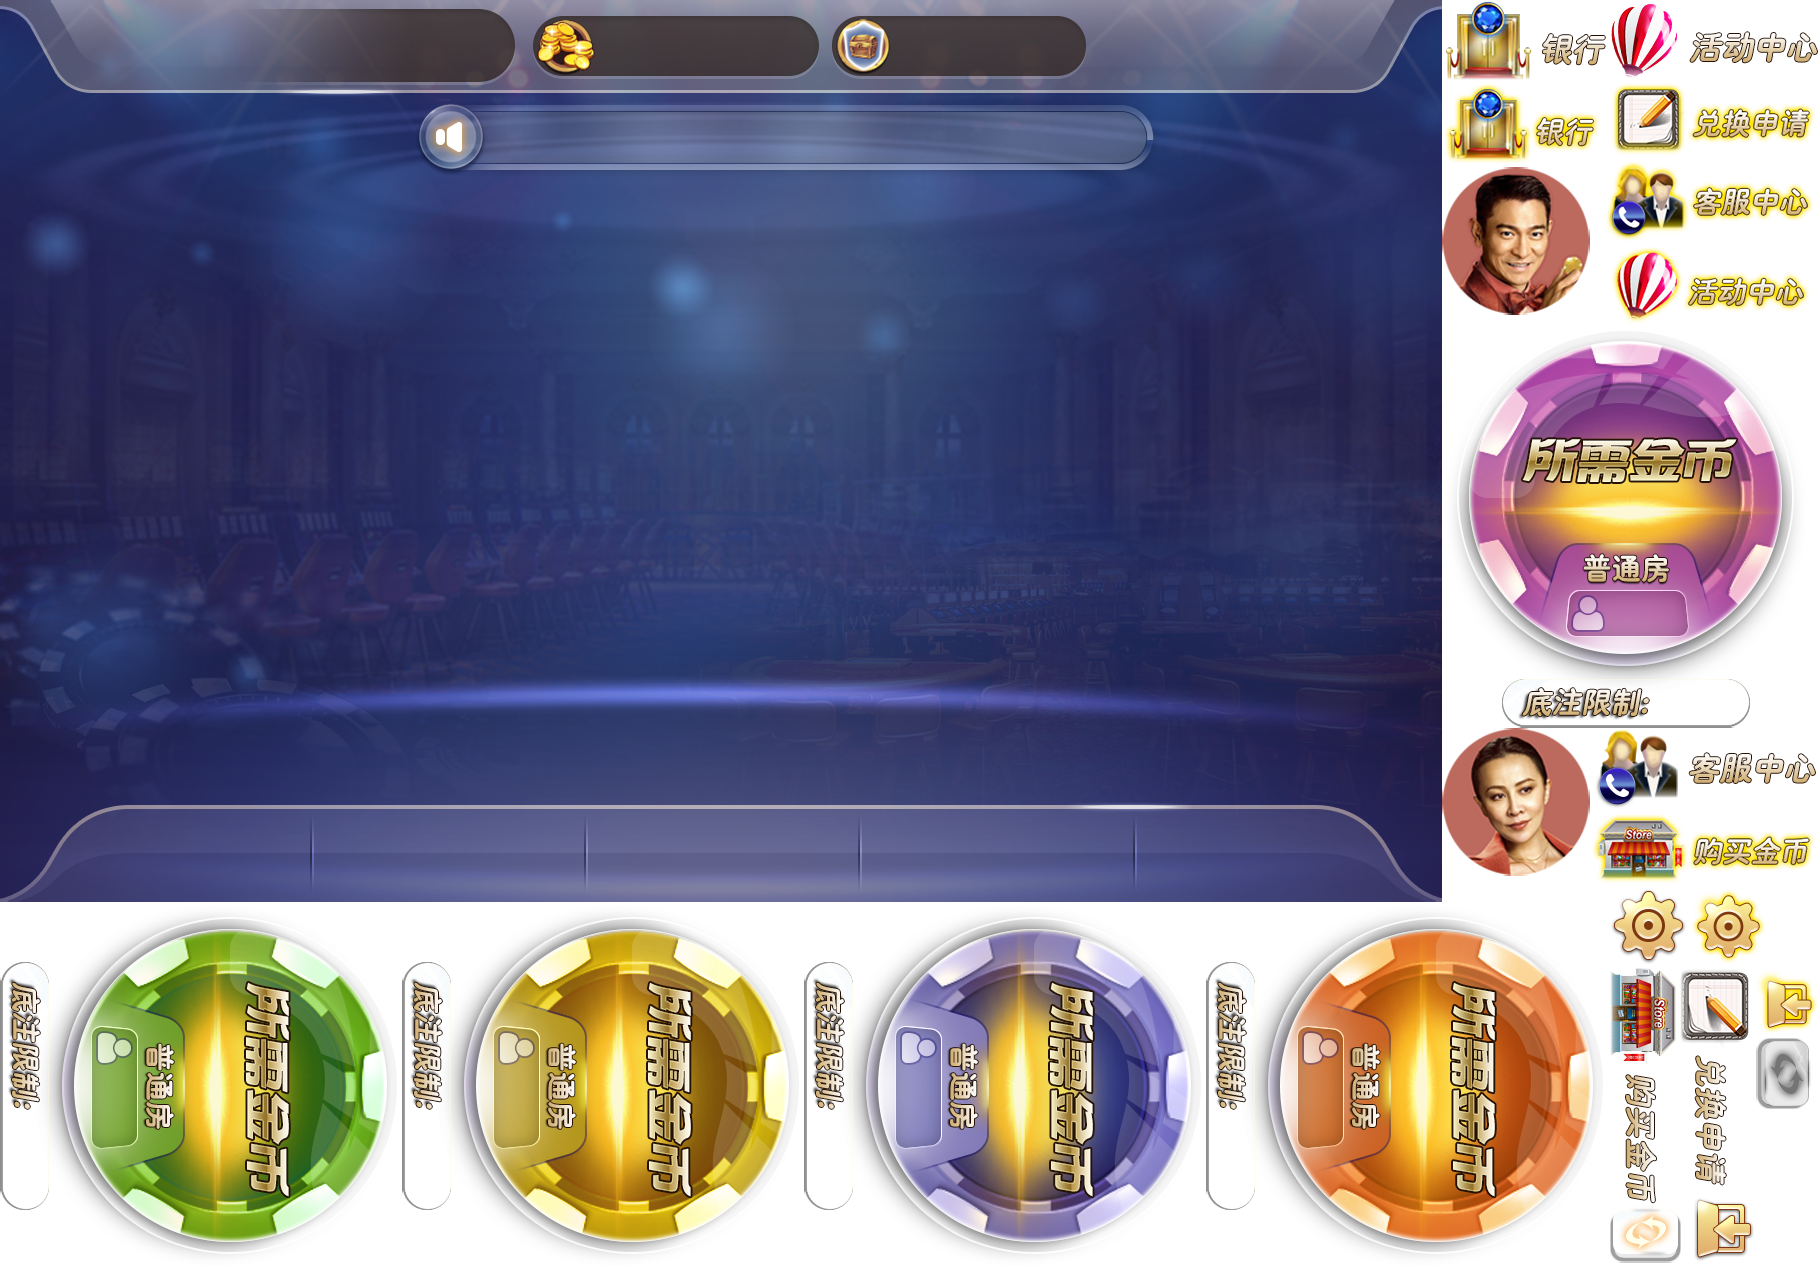 银行
活动中心
银行
兑换申请
客服中心
活动中心
所需金币
普通房
底注限制:
客服中心
Store
购买金币
底注限制:
所需金币
普通房
底注限制:
所需金币
普通房
底注限制:
所需金币
普通房
底注限制:
所需金币
普通房
Store
购买金币
兑换申请